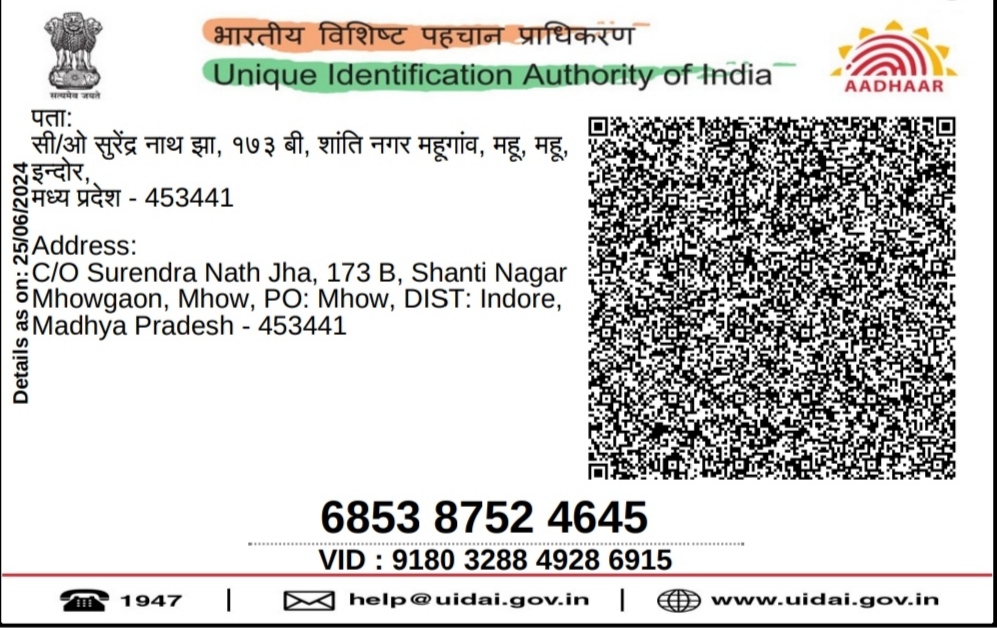 भारतीय विशिष्ट पहचान प्राधिकरण
Unique Identification Authority of India
सत्यमेव जयते
AADHAAR
Details as on: 25/06/2024
पता:
सी/ओ सुरेंद्र नाथ झा, १७३ बी, शांति नगर महूगांव, महू, महू,
इन्दोर,
मध्य प्रदेश - 453441
Address:
C/O Surendra Nath Jha, 173 B, Shanti Nagar
Mhowgaon, Mhow, PO: Mhow, DIST: Indore,
Madhya Pradesh - 453441
6853 8752 4645
VID : 9180 3288 4928 6915
1947 | help@uidai.gov.in | www.uidai.gov.in